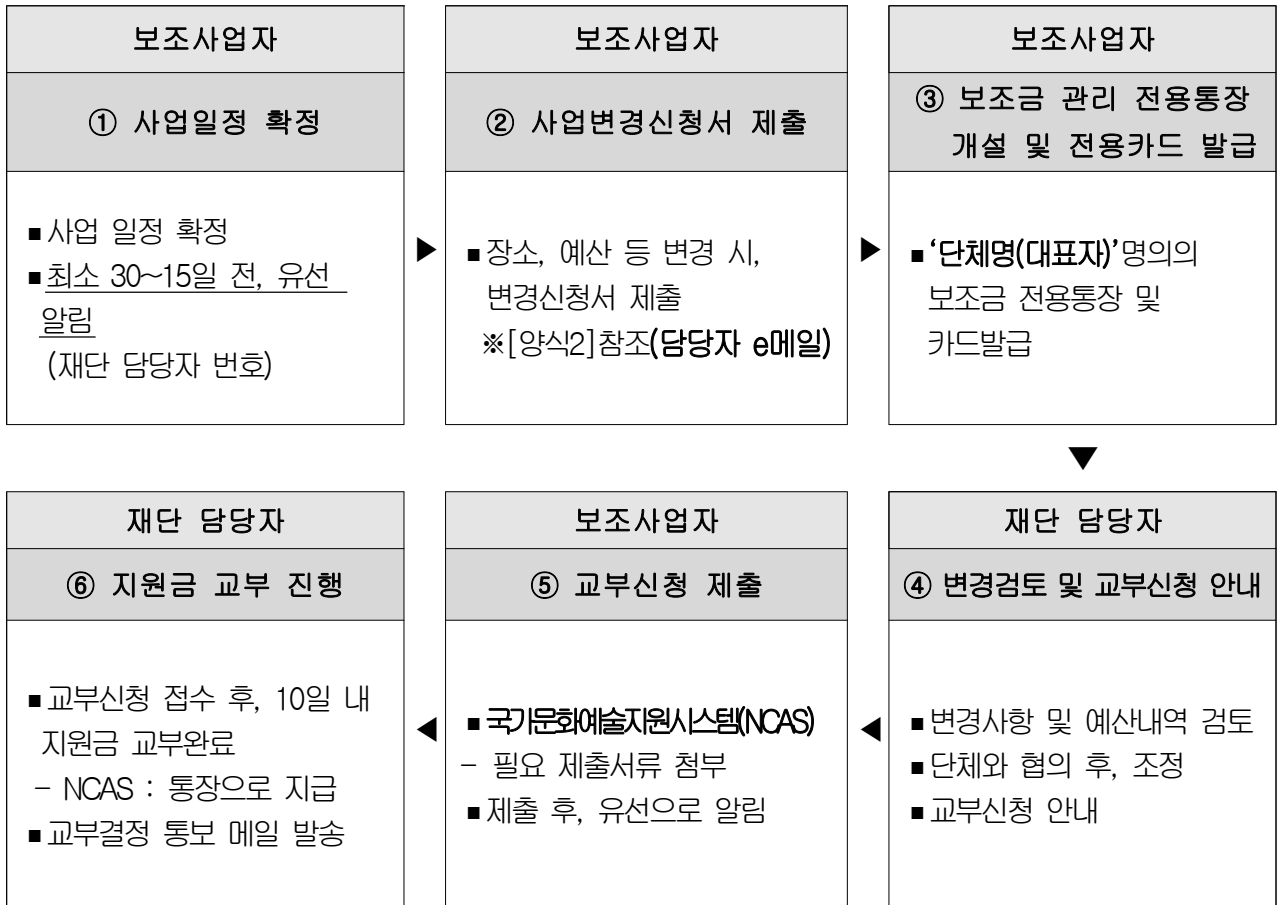 보조사업자
① 사업일정 확정
■ 사업 일정 확정
■ 최소 30~15일 전, 유선
알림
(재단 담당자 번호)
▶
보조사업자
② 사업변경신청서 제출
■ 장소, 예산 등 변경 시,
변경신청서 제출
※[양식2]참조(담당자 e메일)
▶
보조사업자
③ 보조금 관리 전용통장
개설 및 전용카드 발급
■ ‘단체명(대표자)’명의의
보조금 전용통장 및
카드발급
▼
재단 담당자
④ 변경검토 및 교부신청 안내
■ 변경사항 및 예산내역 검토
■ 단체와 협의 후, 조정
■ 교부신청 안내
◀
보조사업자
⑤ 교부신청 제출
■ 국가문화예술지원시스템(NCAS)
- 필요 제출서류 첨부
■ 제출 후, 유선으로 알림
◀
재단 담당자
⑥ 지원금 교부 진행
■ 교부신청 접수 후, 10일 내
지원금 교부완료
- NCAS : 통장으로 지급
■ 교부결정 통보 메일 발송